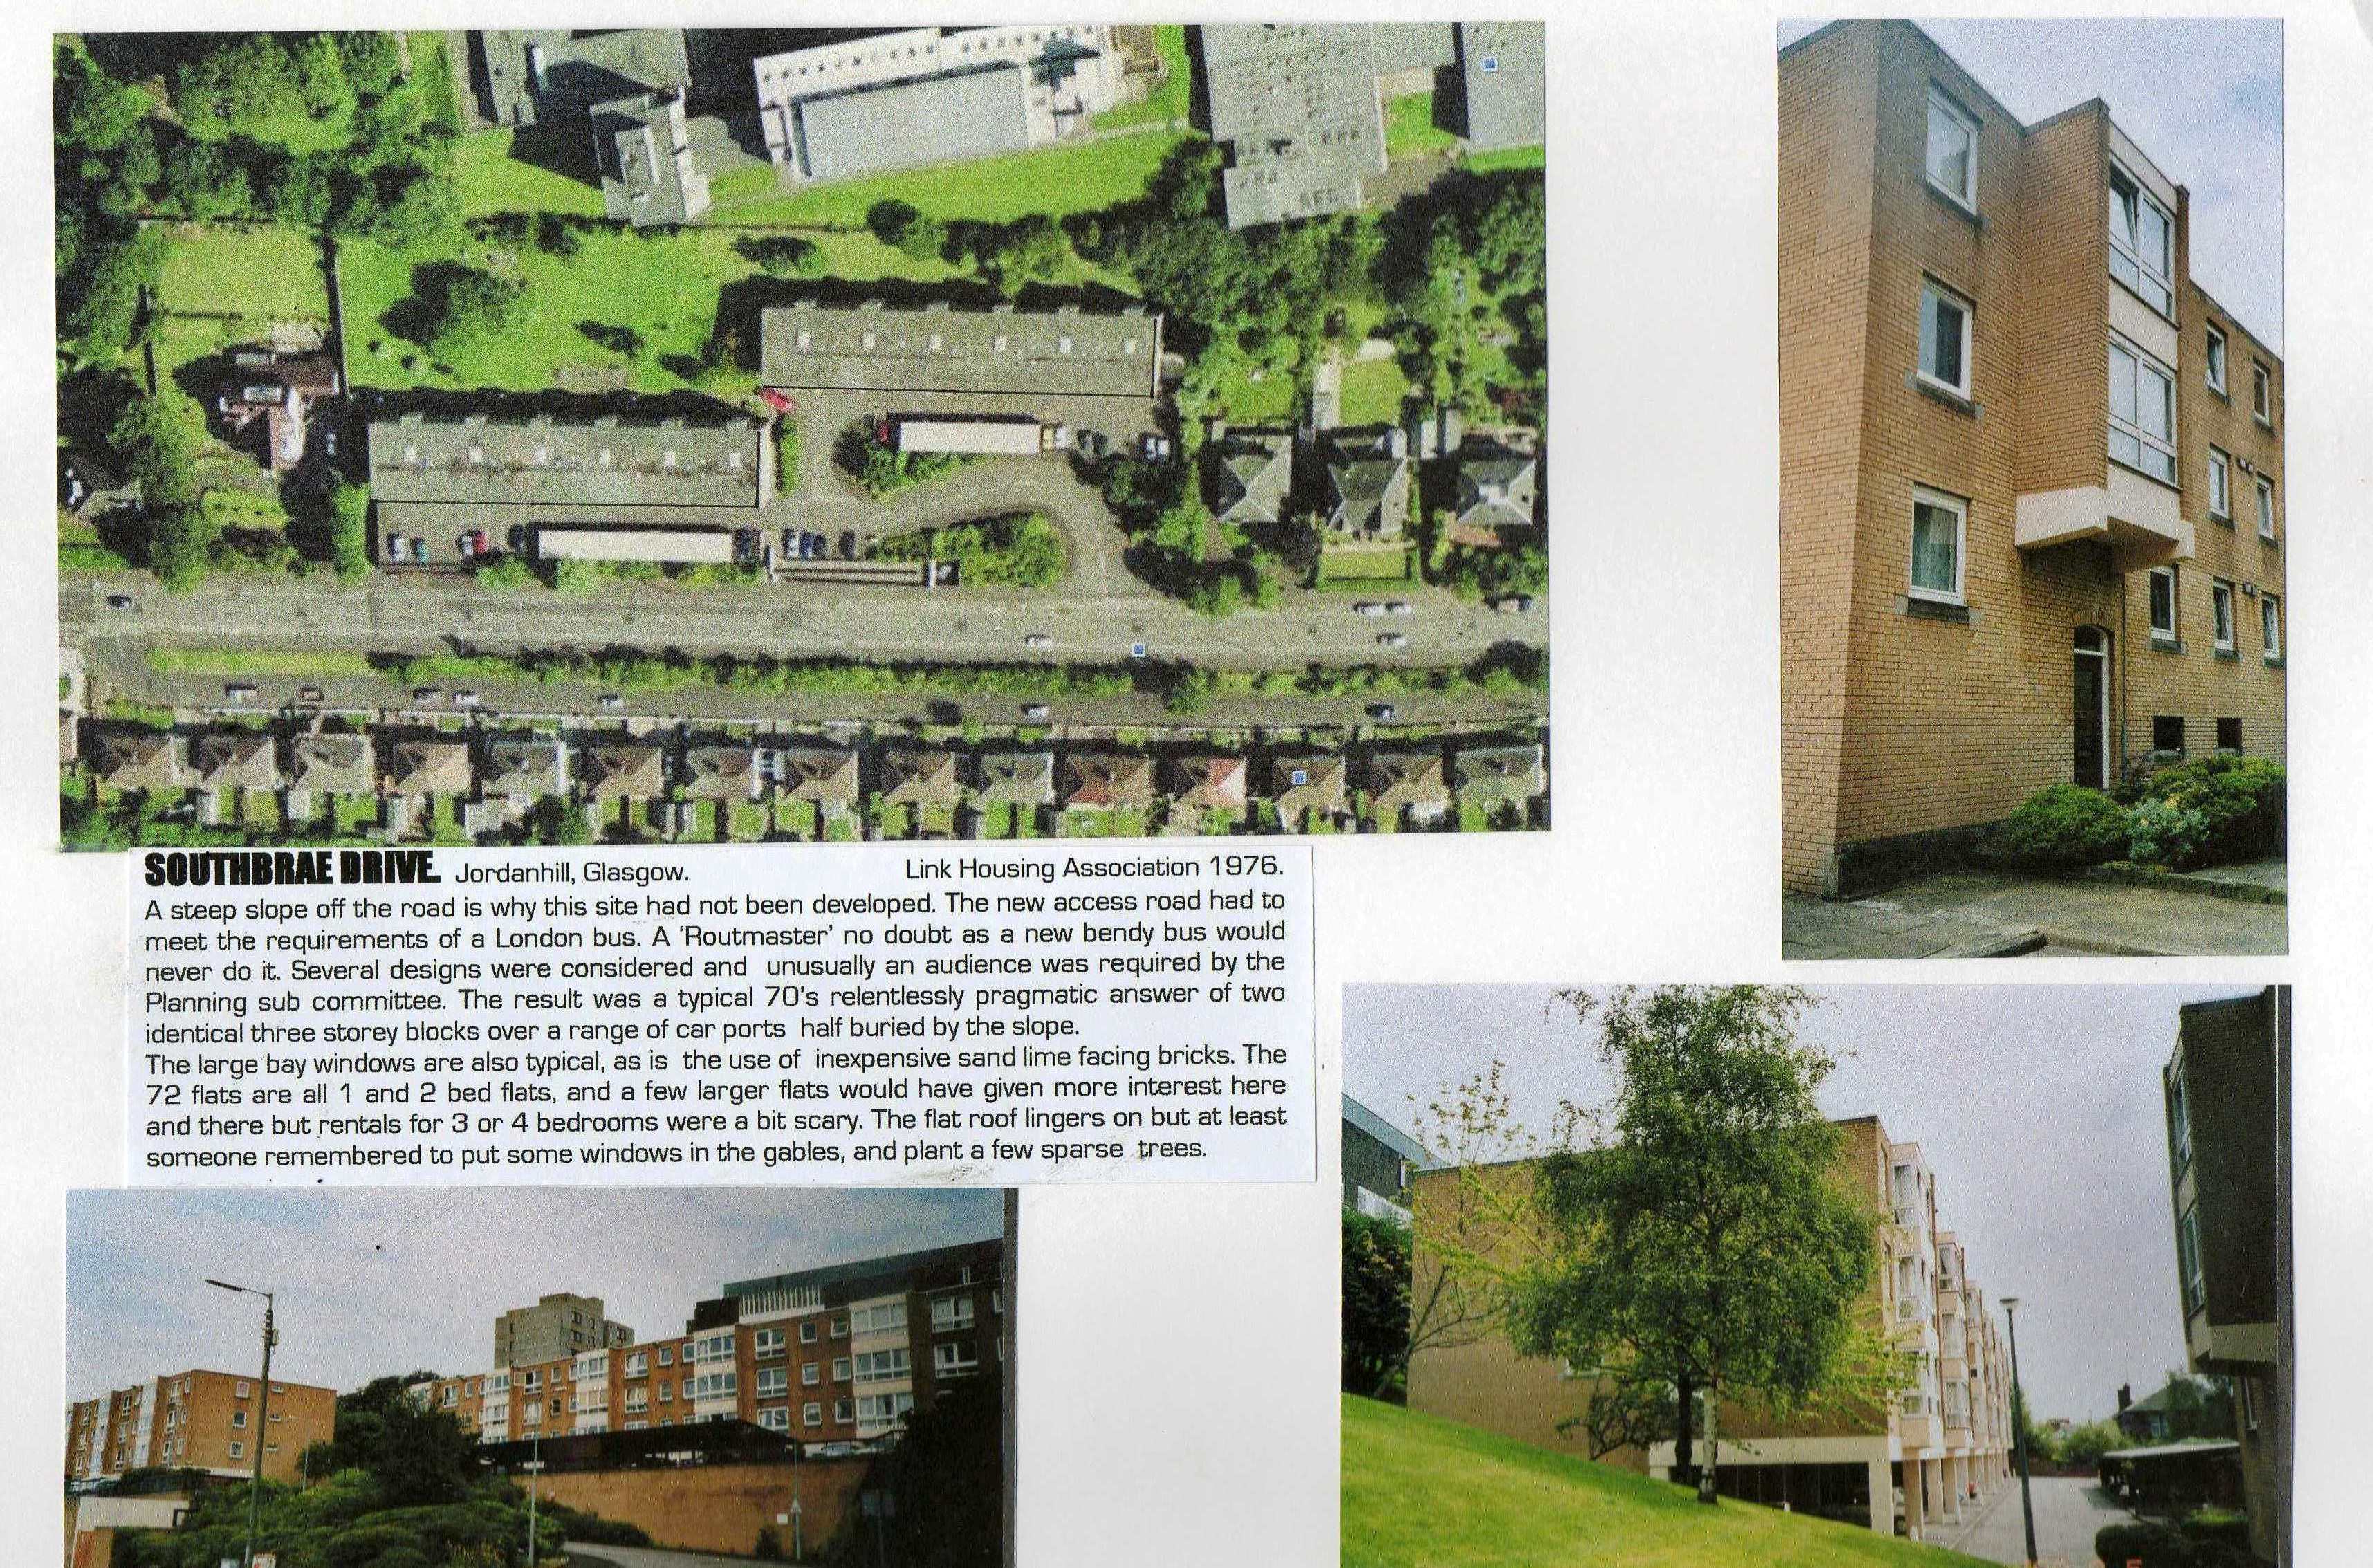 SOUTHBRAE DRIVE. Jordanhill, Glasgow. Link Housing Association 1976.
A steep slope off the road is why this site had not been developed. The new access road had to
meet the requirements of a London bus. A ‘Routmaster’ no doubt as a new bendy bus would
never do it. Several designs were considered and unusually an audience was required by the
Planning sub committee. The result was a typical 70’s relentlessly pragmatic answer of two
identical three storey blocks over a range of car ports half buried by the slope.
The large bay windows are also typical, as is the use of inexpensive sand lime facing bricks. The
72 flats are all 1 and 2 bed flats, and a few larger flats would have given more interest here
and there but rentals for 3 or 4 bedrooms were a bit scary. The flat roof lingers on but at least
someone remembered to put some windows in the gables, and plant a few sparse trees.